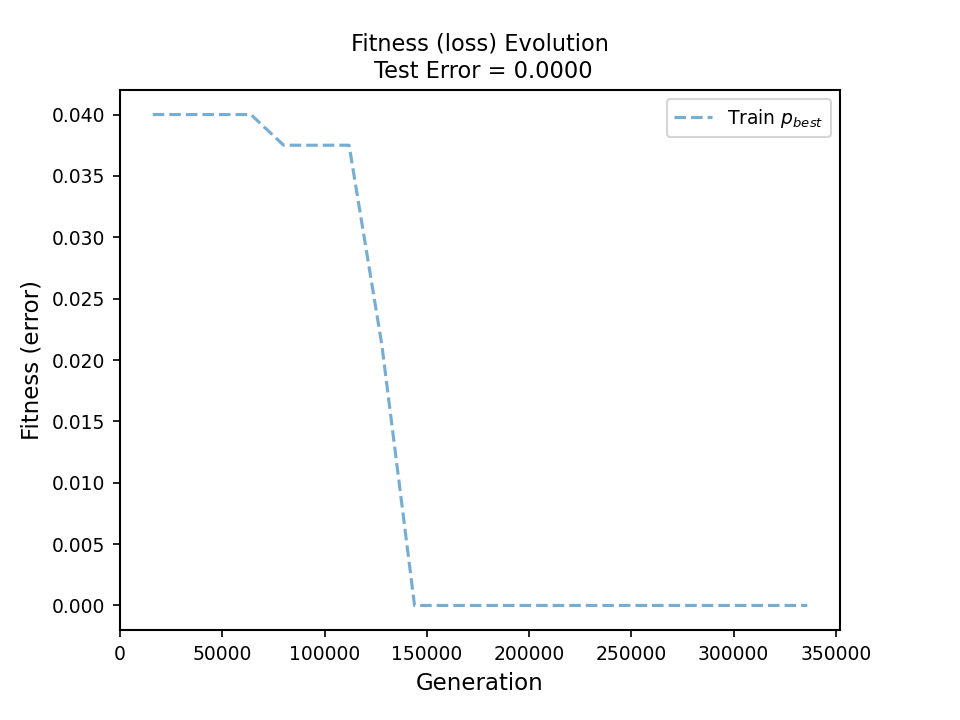 Fitness (loss) Evolution
Test Error = 0.0000
Train p_best
Fitness (error)
0.040
0.035
0.030
0.025
0.020
0.015
0.010
0.005
0.000
0 50000 100000 150000 200000 250000 300000 350000
Generation